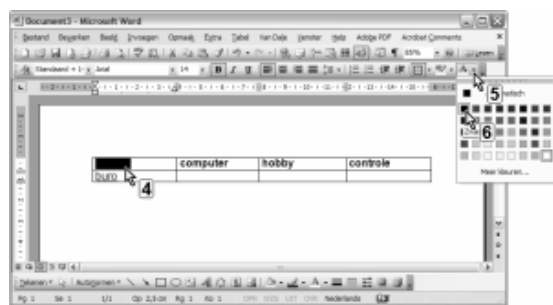 Document3 - Microsoft Word
Bestand Bewerken Beeld Invoegen Opmaak Extra Tabel Van Dale Venster Help Adobe PDF Acrobat Comments
Arial 14 B I U
5
6
computer hobby controle
buro
4
Meer kleuren...
Tekenen AutoVormen
Pg 1 Se 1 1/1 Op 2,5 cm Rg 1 Ko 1 Nederlands